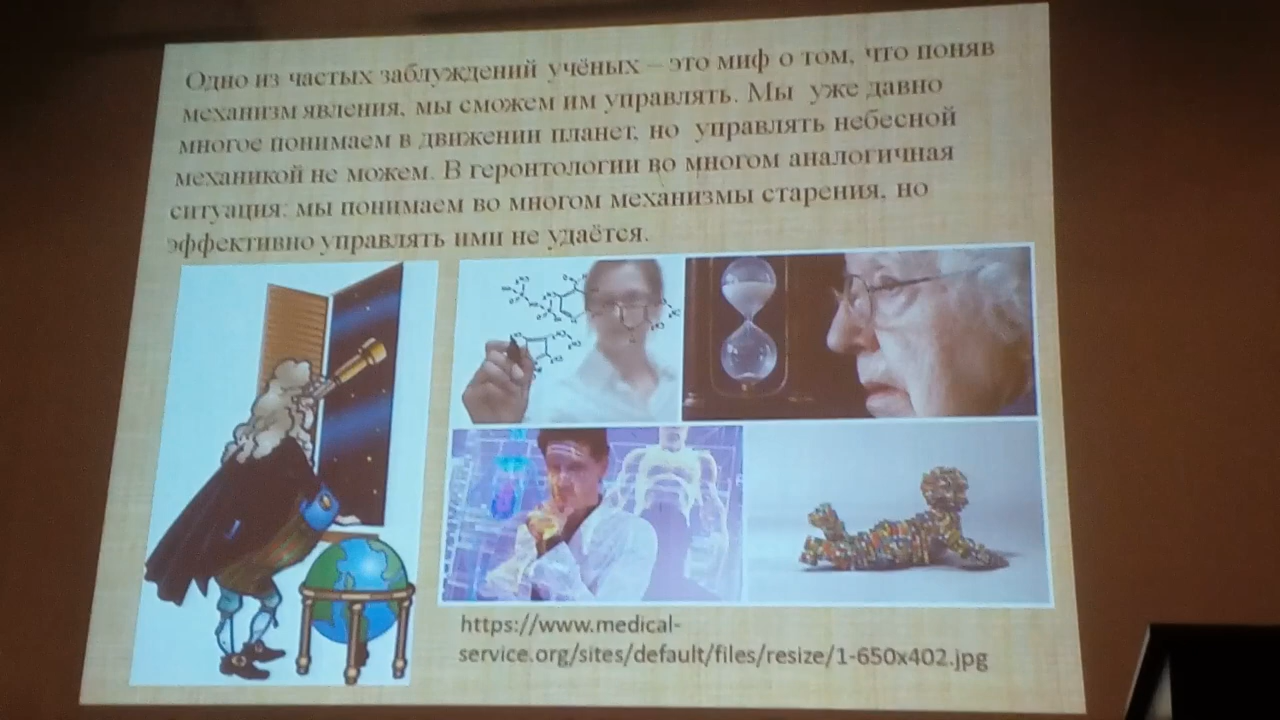 Одно из частых заблуждений учёных – это миф о том, что поняв
механизм явления, мы сможем им управлять. Мы уже давно
многое понимаем в движении планет, но управлять небесной
механикой не можем. В геронтологии во многом аналогичная
ситуация: мы понимаем во многом механизмы старения, но
эффективно управлять ими не удаётся.
https://www.medical-
service.org/sites/default/files/resize/1-650x402.jpg